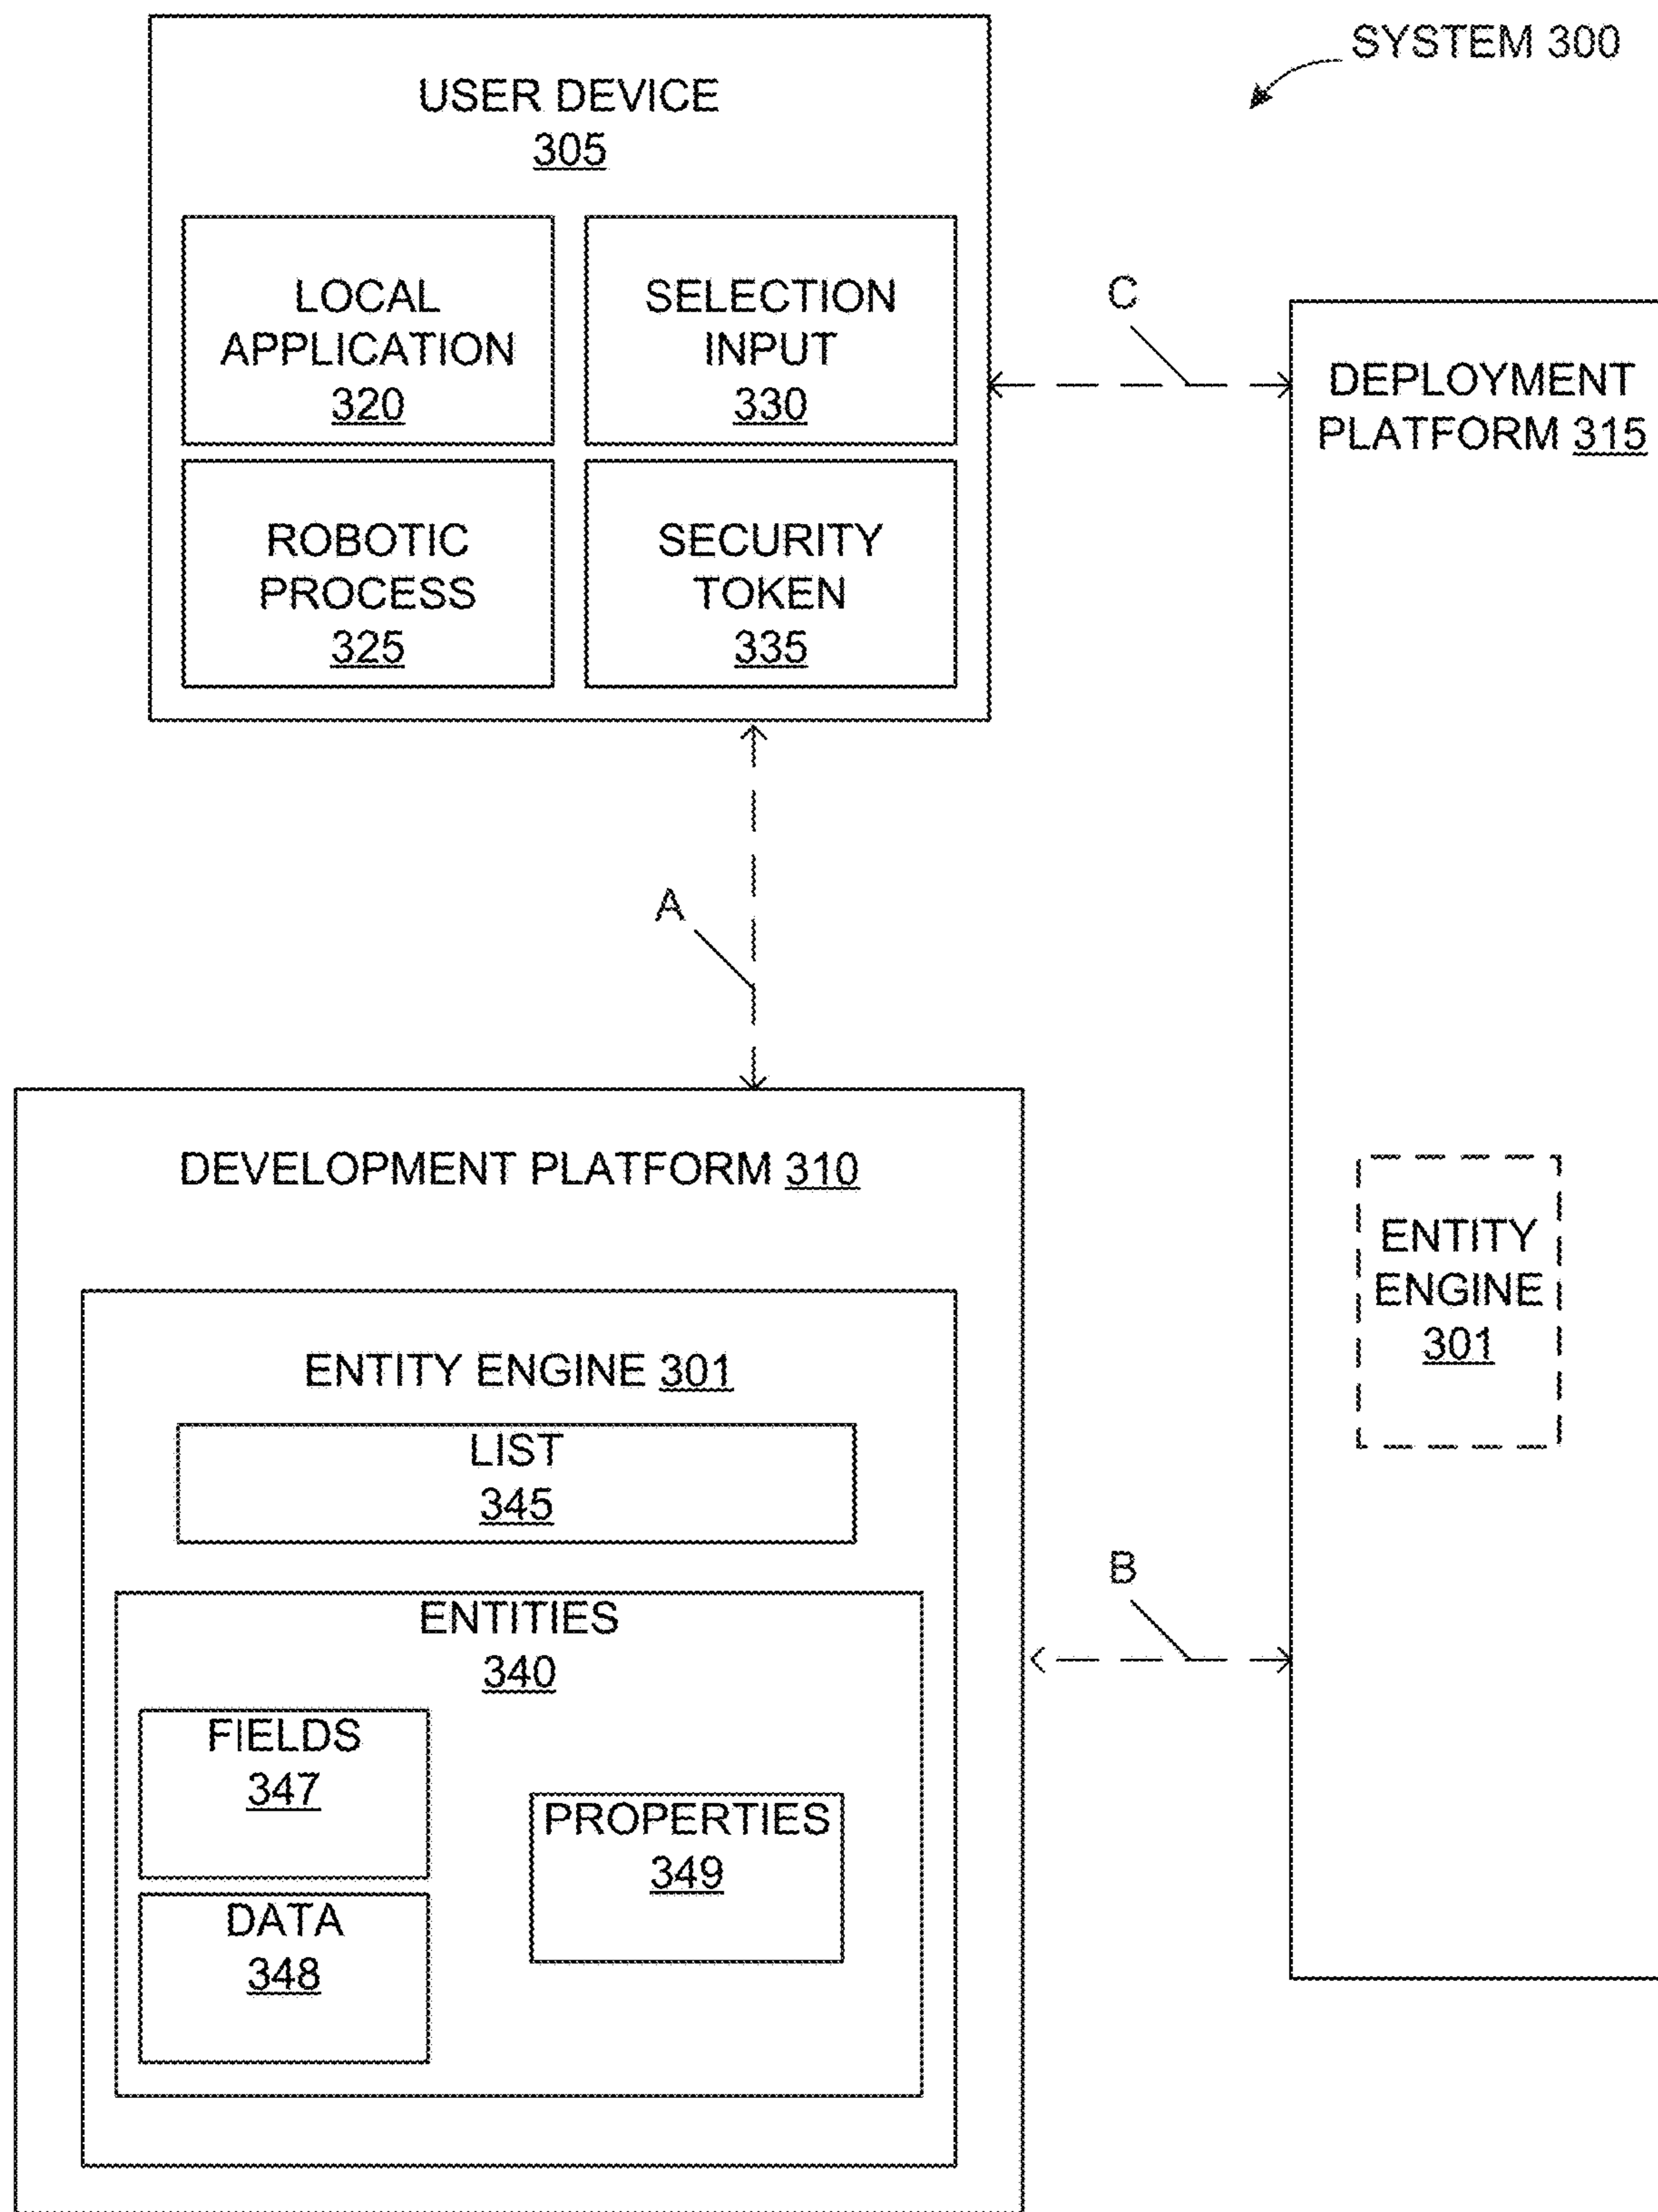 SYSTEM 300
USER DEVICE
305
LOCAL
APPLICATION
320
SELECTION
INPUT
330
ROBOTIC
PROCESS
325
SECURITY
TOKEN
335
C
DEPLOYMENT
PLATFORM 315
A
DEVELOPMENT PLATFORM 310
ENTITY ENGINE 301
LIST
345
ENTITIES
340
FIELDS
347
DATA
348
PROPERTIES
349
B
ENTITY
ENGINE
301